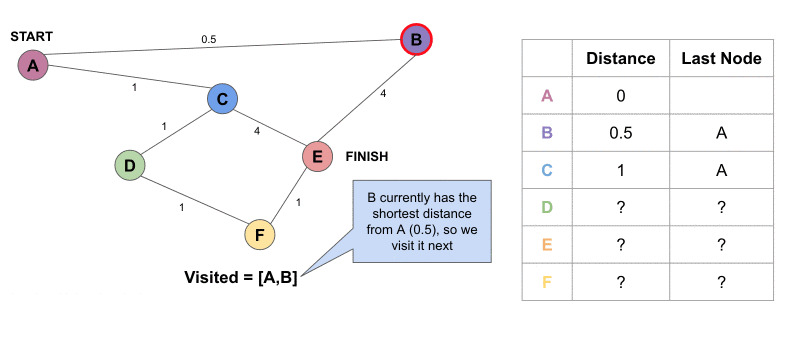 START
0.5
B
A
1
C
4
1
4
D
E
FINISH
1
1
F
B currently has the
shortest distance
from A (0.5), so we
visit it next
Visited = [A,B]
Distance Last Node
A 0
B 0.5 A
C 1 A
D ? ?
E ? ?
F ? ?